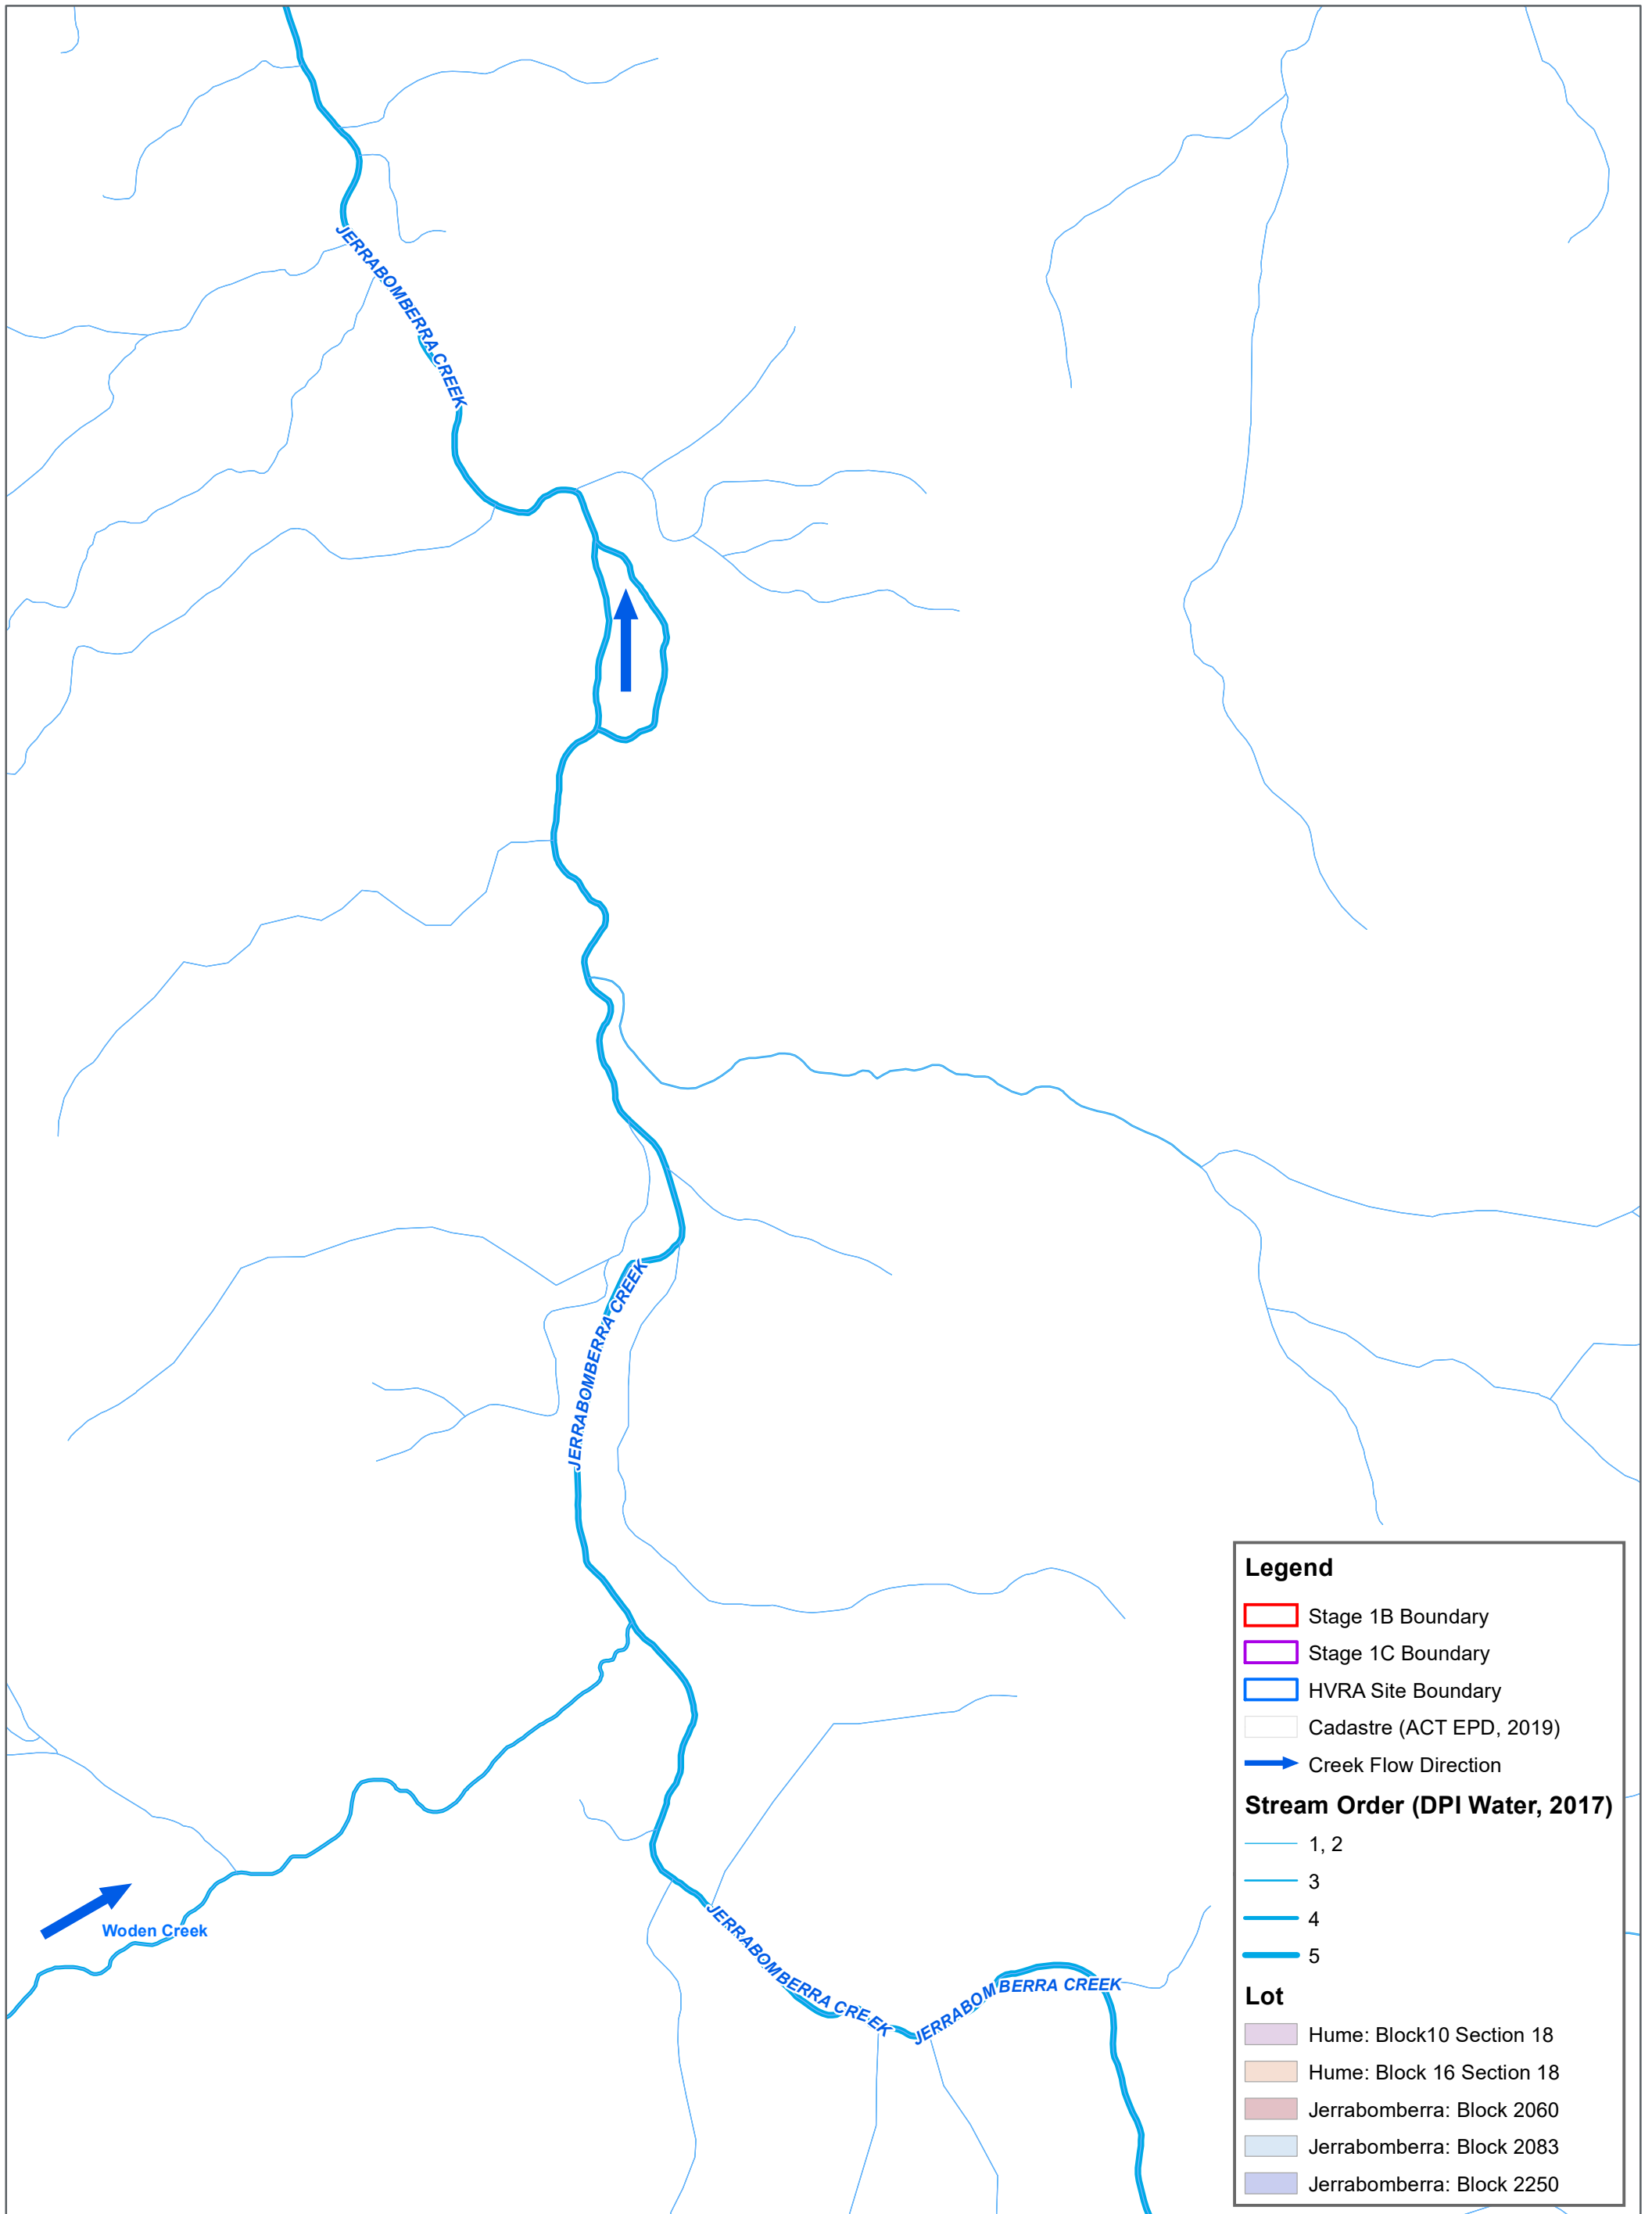 JERRABOMBERRA CREEK
JERRABOMBERRA CREEK
Woden Creek
JERRABOMBERRA CREEK
JERRABOMBERRA CREEK
Legend
Stage 1B Boundary
Stage 1C Boundary
HVRA Site Boundary
Cadastre (ACT EPD, 2019)
Creek Flow Direction
Stream Order (DPI Water, 2017)
1, 2
3
4
5
Lot
Hume: Block10 Section 18
Hume: Block 16 Section 18
Jerrabomberra: Block 2060
Jerrabomberra: Block 2083
Jerrabomberra: Block 2250